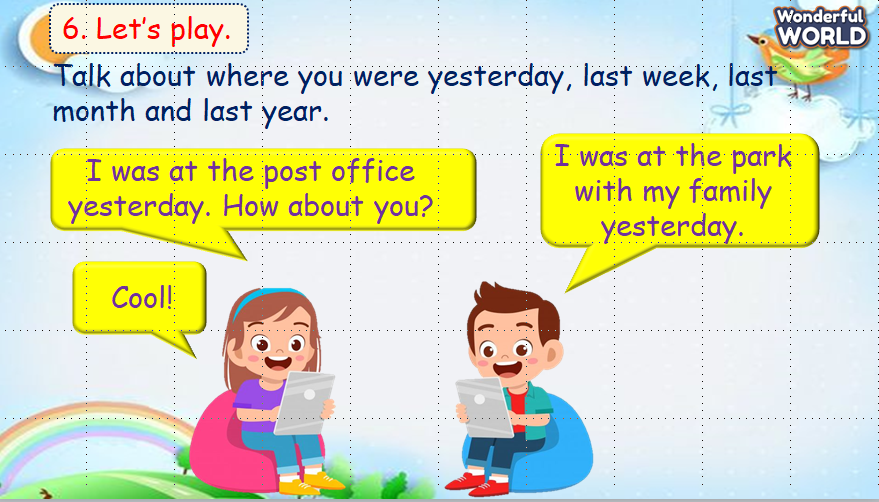 6. Let's play.
Wonderful
WORLD
Talk about where you were yesterday, last week, last
month and last year.
I was at the post office
yesterday. How about you?
I was at the park
with my family
yesterday.
Cool!